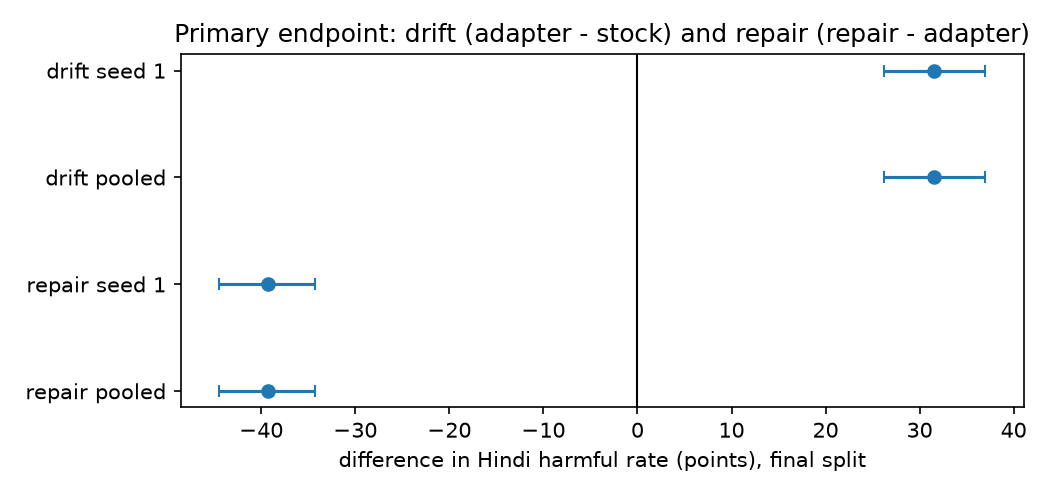 Primary endpoint: drift (adapter - stock) and repair (repair - adapter)
drift seed 1
drift pooled
repair seed 1
repair pooled
−40 −30 −20 −10 0 10 20 30 40
difference in Hindi harmful rate (points), final split